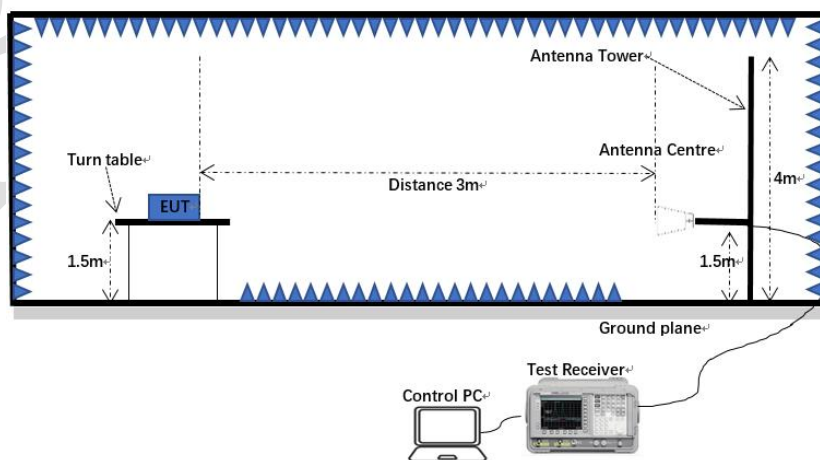 Antenna Tower
Turn table
Antenna Centre
Distance 3m
4m
EUT
1.5m
1.5m
Ground plane
Test Receiver
Control PC